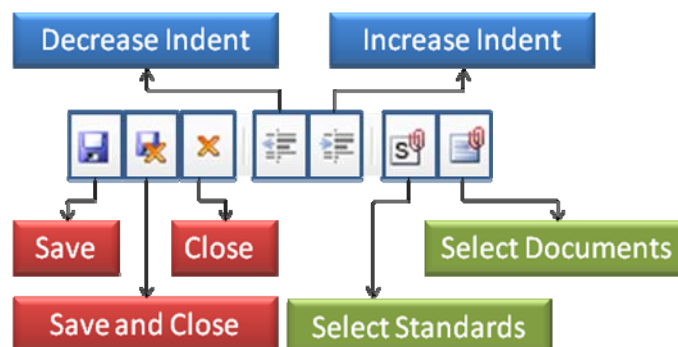 Decrease Indent
Increase Indent
S
Save
Close
Select Documents
Save and Close
Select Standards